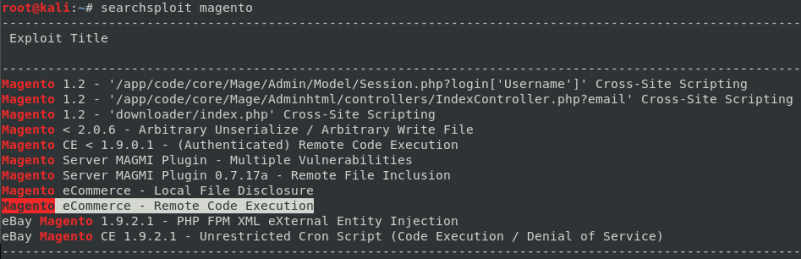 root@kali:~# searchsploit magento
--------------------------------------------------------------------------------------------------------------
Exploit Title
--------------------------------------------------------------------------------------------------------------
Magento 1.2 - '/app/code/core/Mage/Admin/Model/Session.php?login['Username']' Cross-Site Scripting
Magento 1.2 - '/app/code/core/Mage/Adminhtml/controllers/IndexController.php?email' Cross-Site Scripting
Magento 1.2 - 'downloader/index.php' Cross-Site Scripting
Magento < 2.0.6 - Arbitrary Unserialize / Arbitrary Write File
Magento CE < 1.9.0.1 - (Authenticated) Remote Code Execution
Magento Server MAGMI Plugin - Multiple Vulnerabilities
Magento Server MAGMI Plugin 0.7.17a - Remote File Inclusion
Magento eCommerce - Local File Disclosure
Magento eCommerce - Remote Code Execution
eBay Magento 1.9.2.1 - PHP FPM XML eXternal Entity Injection
eBay Magento CE 1.9.2.1 - Unrestricted Cron Script (Code Execution / Denial of Service)
--------------------------------------------------------------------------------------------------------------